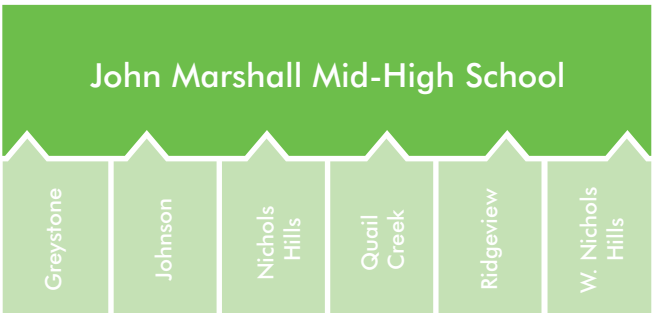 John Marshall Mid-High School
Greystone
Johnson
Nichols
Hills
Quail
Creek
Ridgeview
W. Nichols
Hills